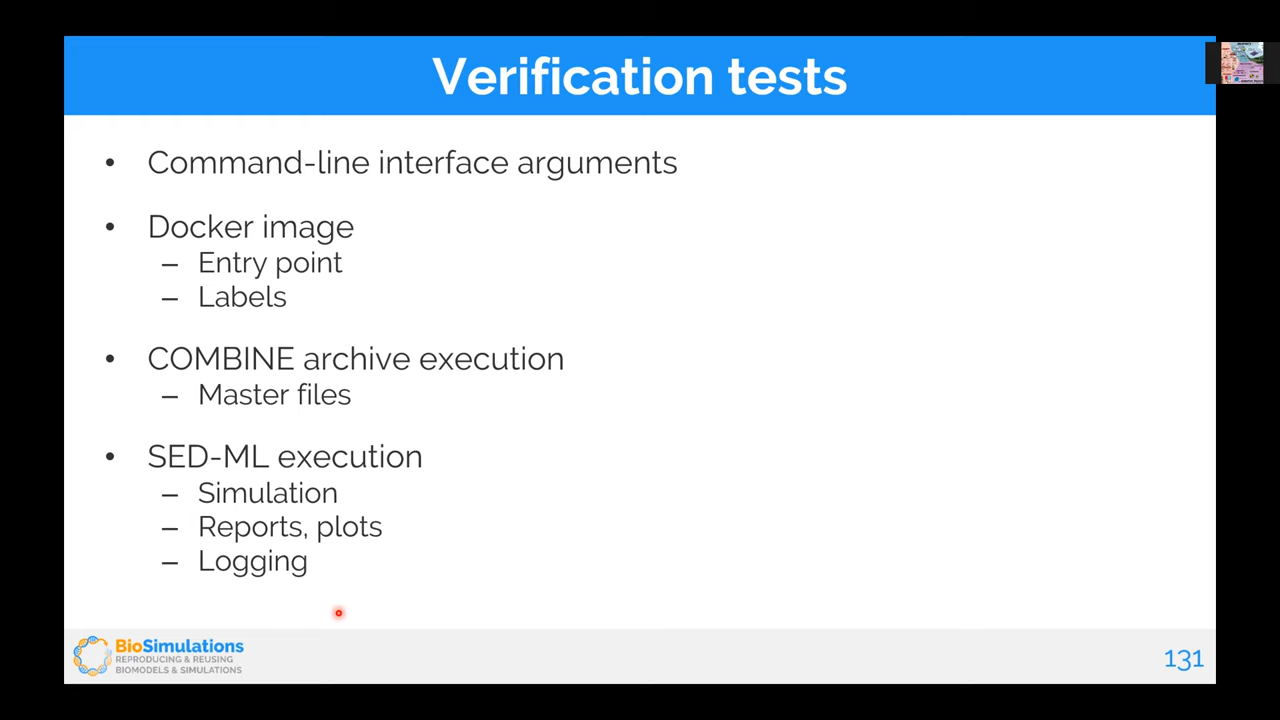 Verification tests
• Command-line interface arguments
• Docker image
– Entry point
– Labels
• COMBINE archive execution
– Master files
• SED-ML execution
– Simulation
– Reports, plots
– Logging
BioSimulations
REPRODUCING & REUSING
BIOMODELS & SIMULATIONS
131